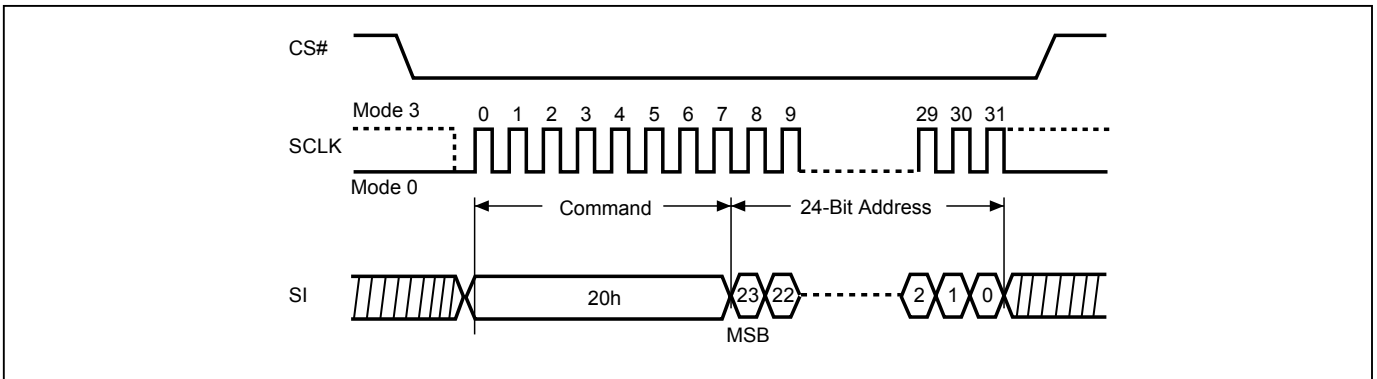 CS#
Mode 3
0 1 2 3 4 5 6 7 8 9 29 30 31
SCLK
Mode 0
Command 24-Bit Address
SI 20h 23 22 2 1 0
MSB